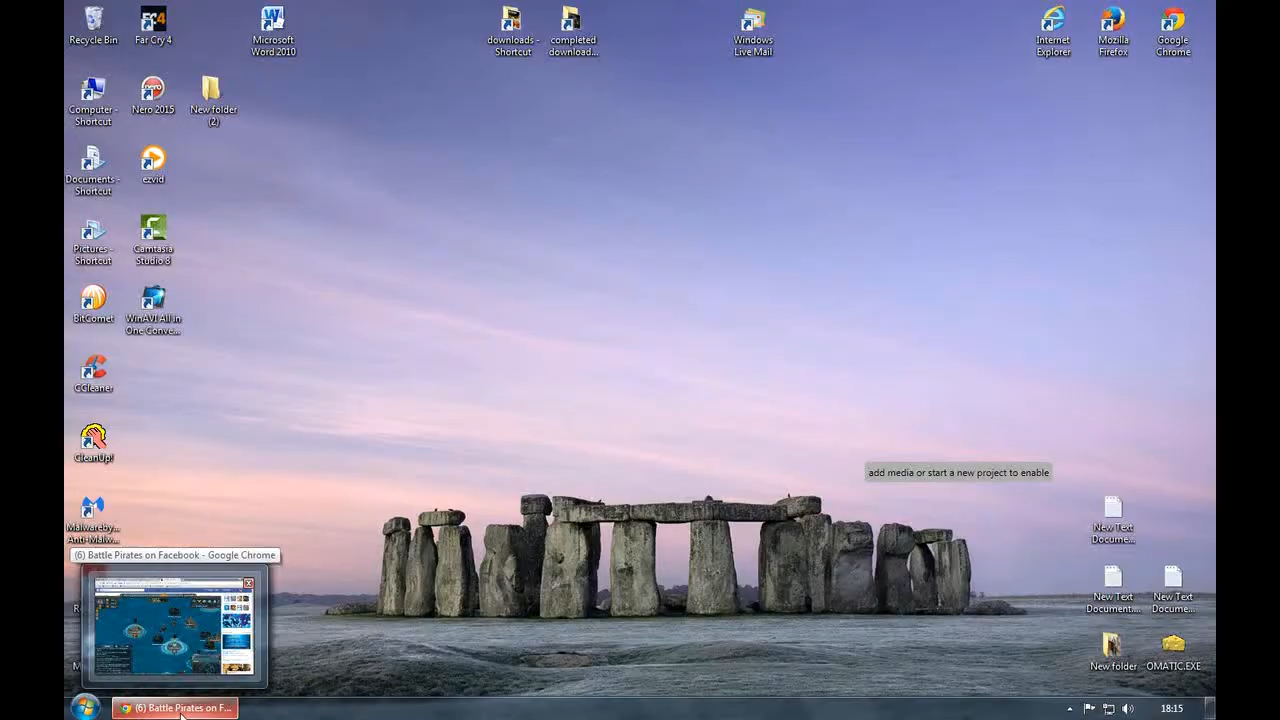 Recycle Bin
Far Cry 4
Microsoft
Word 2010
downloads -
Shortcut
completed
download...
Windows
Live Mail
Internet
Explorer
Mozilla
Firefox
Google
Chrome
Computer -
Shortcut
Nero 2015
New folder
(2)
Documents -
Shortcut
ezvid
Pictures -
Shortcut
Camtasia
Studio 8
BitComet
WinAVI All in
One Conve...
CCleaner
CleanUp!
add media or start a new project to enable
Malwareby...
Anti-Malw...
New Text
Docume...
(6) Battle Pirates on Facebook - Google Chrome
New Text
Document...
New Text
Docume...
New folder
OMATIC.EXE
(6) Battle Pirates on F...
18:15